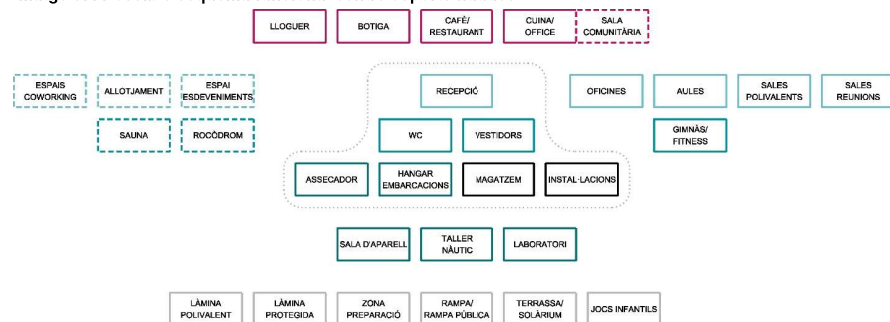 LLOGUER
BOTIGA
CAFÈ/
RESTAURANT
CUINA/
OFFICE
SALA
COMUNITÀRIA
ESPAIS
COWORKING
ALLOTJAMENT
ESPAI
ESDEVENIMENTS
RECEPCIÓ
OFICINES
AULES
SALES
POLIVALENTS
SALES
REUNIONS
SAUNA
ROCÒDROM
WC
VESTIDORS
GIMNÀS/
FITNESS
ASSECADOR
HANGAR
EMBARCACIONS
MAGATZEM
INSTAL·LACIONS
SALA D'APARELL
TALLER
NÀUTIC
LABORATORI
LÀMINA
POLIVALENT
LÀMINA
PROTEGIDA
ZONA
PREPARACIÓ
RAMPA/
RAMPA PÚBLICA
TERRASSA/
SOLÀRIUM
JOCS INFANTILS